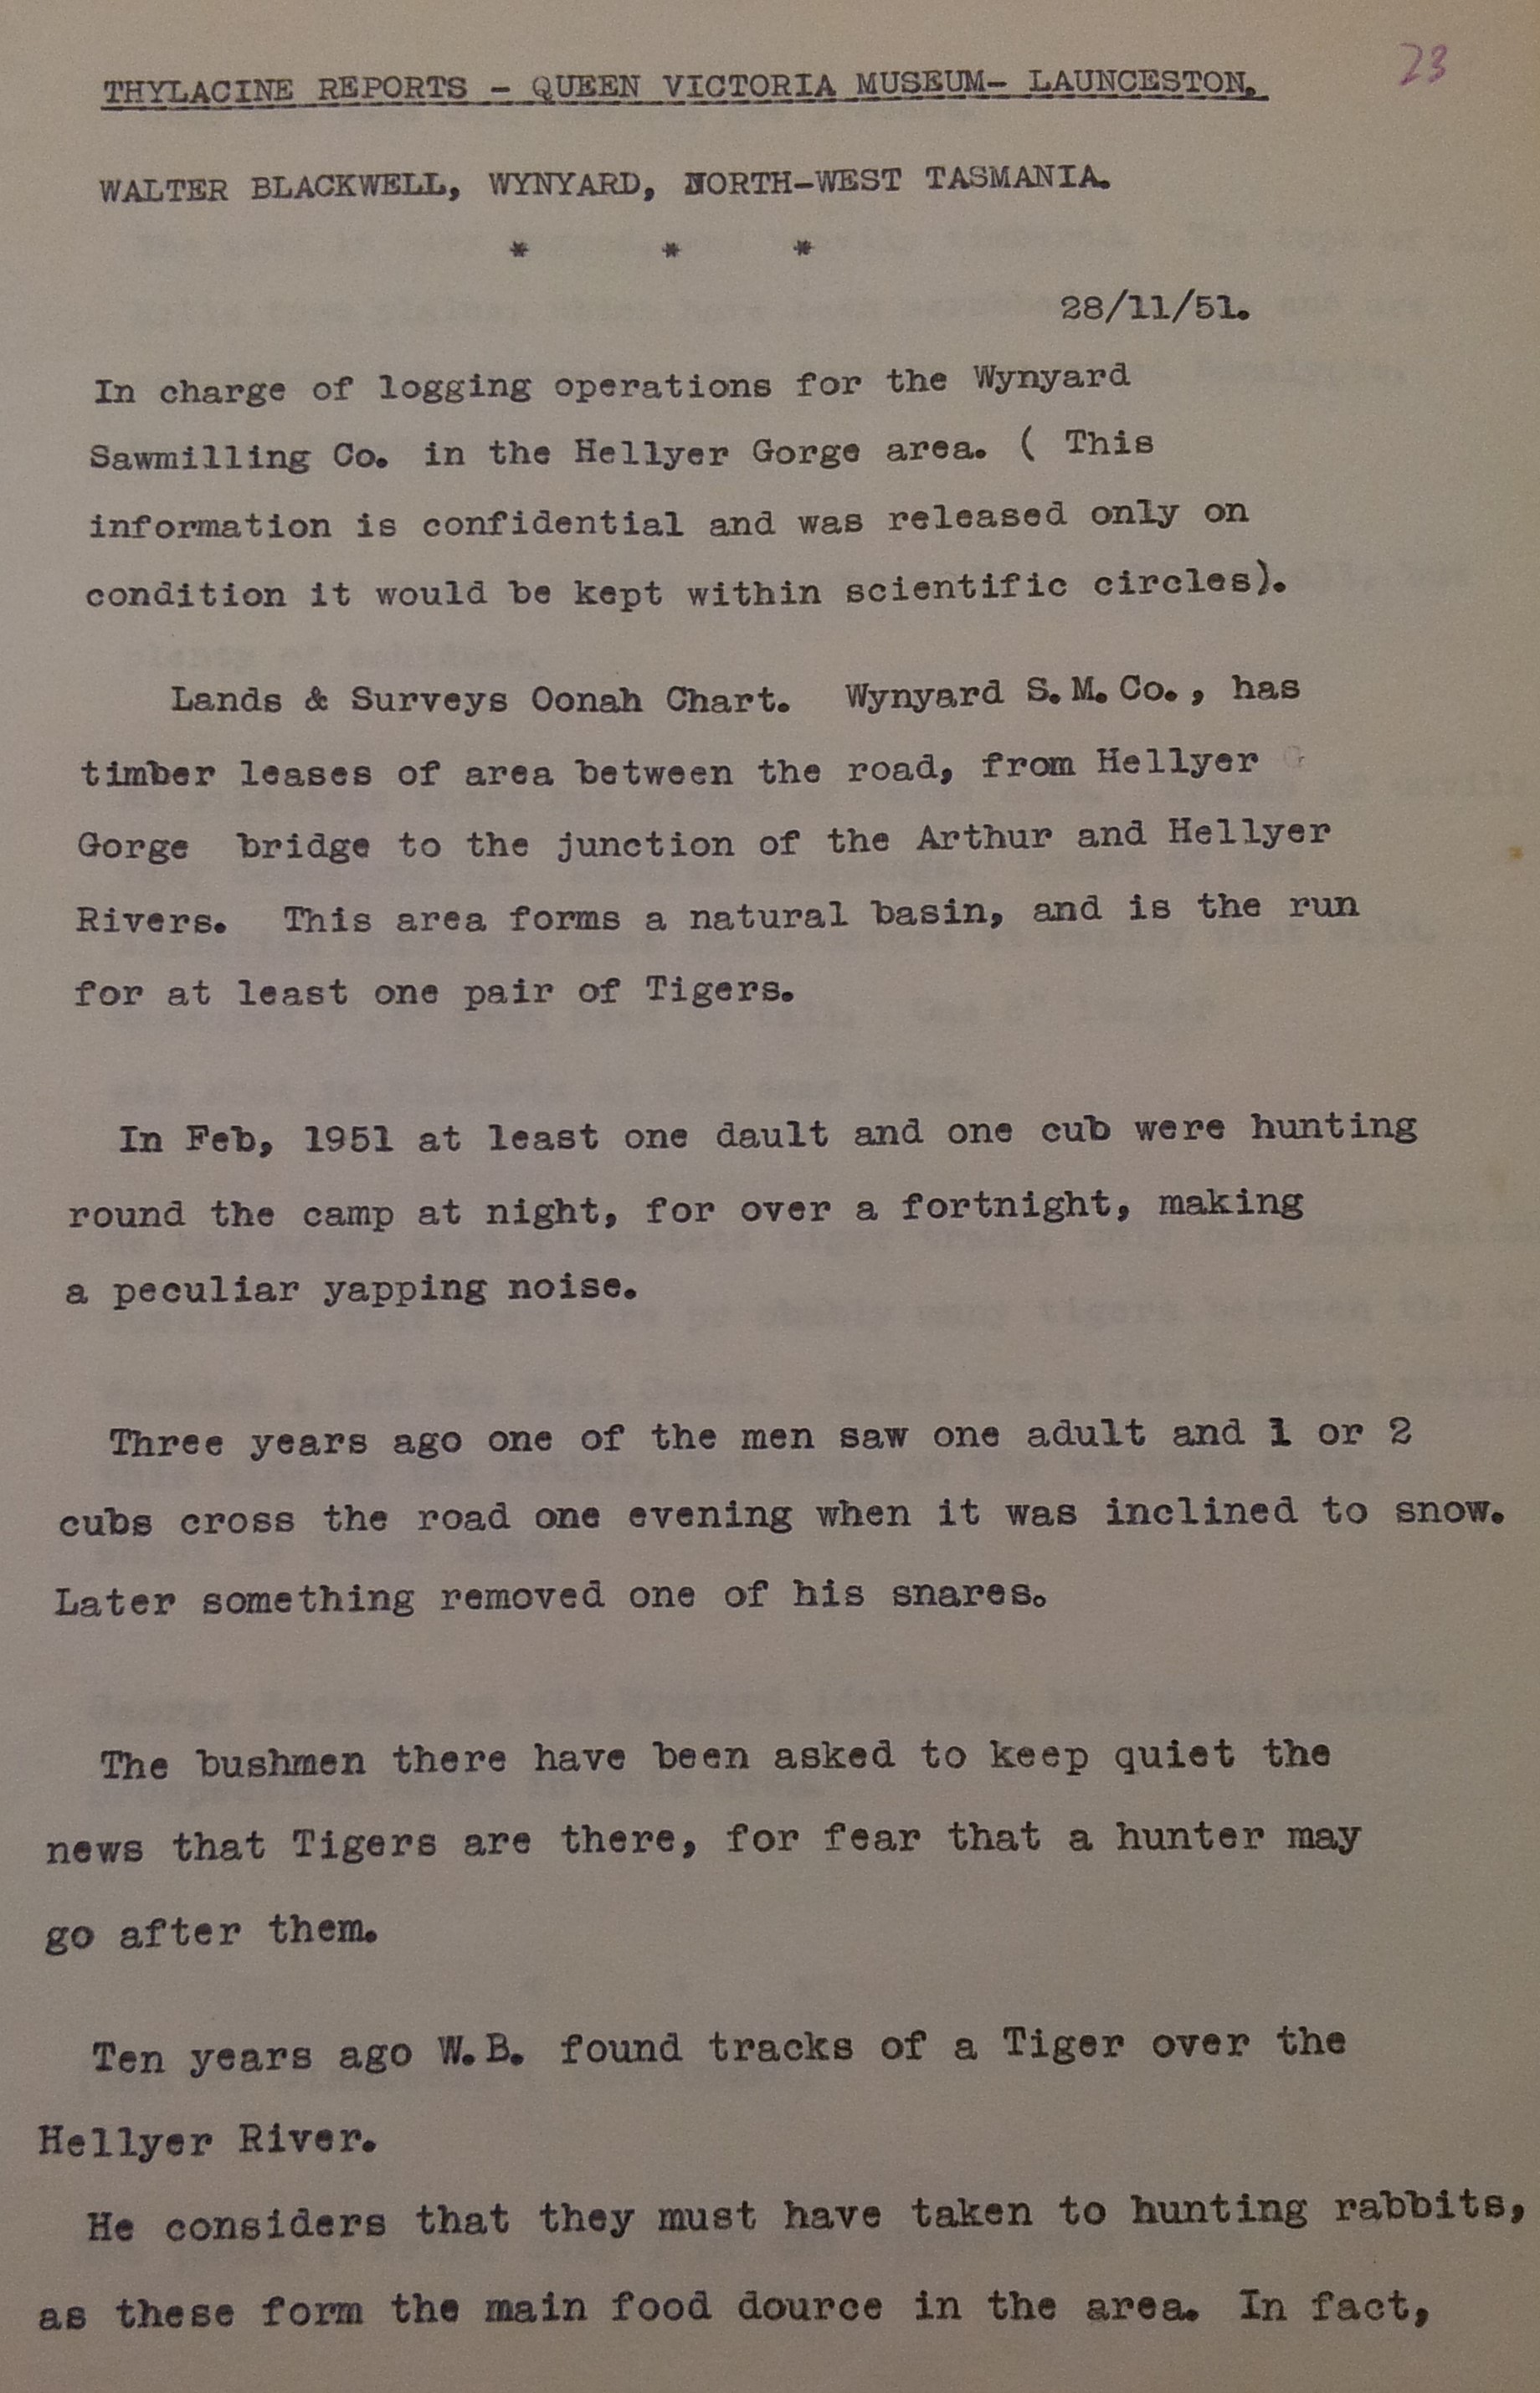 23
THYLACINE REPORTS - QUEEN VICTORIA MUSEUM- LAUNCESTON.
WALTER BLACKWELL, WYNYARD, NORTH-WEST TASMANIA.
* * *
28/11/51.
In charge of logging operations for the Wynyard
Sawmilling Co. in the Hellyer Gorge area. ( This
information is confidential and was released only on
condition it would be kept within scientific circles).
Lands & Surveys Oonah Chart. Wynyard S.M.Co., has
timber leases of area between the road, from Hellyer G
Gorge bridge to the junction of the Arthur and Hellyer
Rivers. This area forms a natural basin, and is the run
for at least one pair of Tigers.
In Feb, 1951 at least one dault and one cub were hunting
round the camp at night, for over a fortnight, making
a peculiar yapping noise.
Three years ago one of the men saw one adult and 1 or 2
cubs cross the road one evening when it was inclined to snow.
Later something removed one of his snares.
The bushmen there have been asked to keep quiet the
news that Tigers are there, for fear that a hunter may
go after them.
Ten years ago W.B. found tracks of a Tiger over the
Hellyer River.
He considers that they must have taken to hunting rabbits,
as these form the main food dource in the area. In fact,